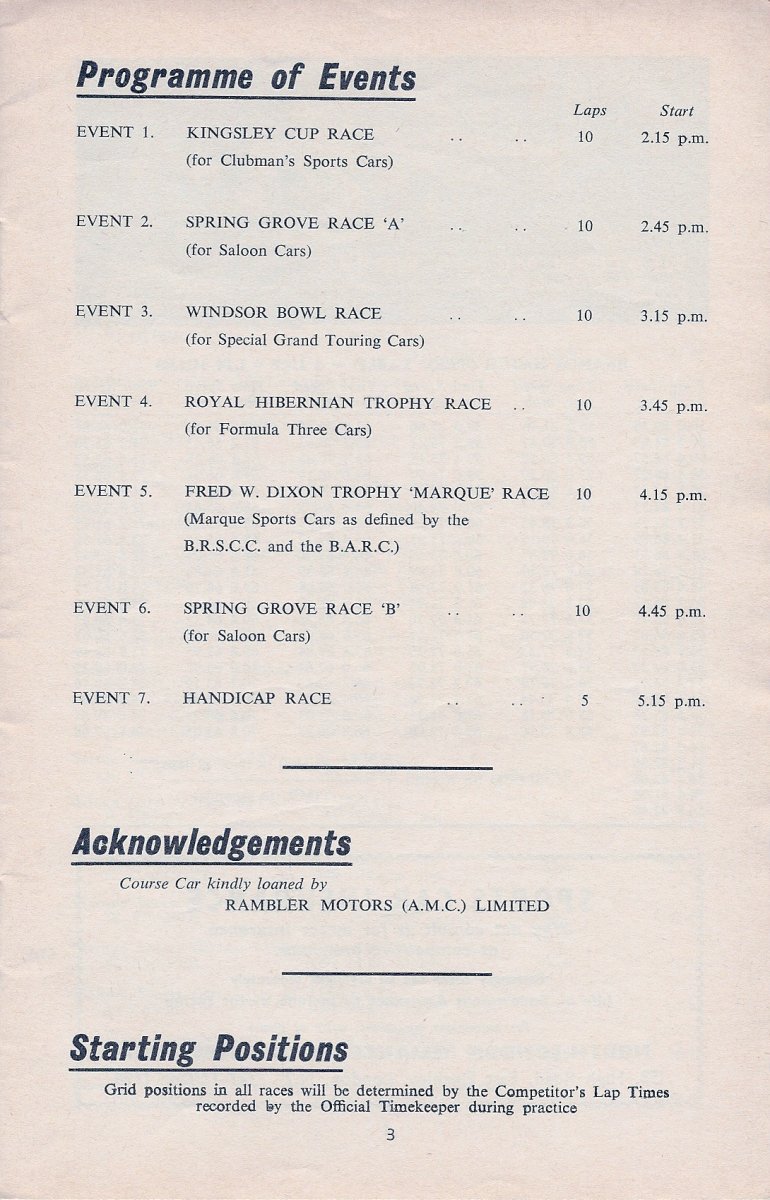 Programme of Events
Laps Start
EVENT 1. KINGSLEY CUP RACE .. .. 10 2.15 p.m.
(for Clubman's Sports Cars)
EVENT 2. SPRING GROVE RACE ‘A’ .. .. 10 2.45 p.m.
(for Saloon Cars)
EVENT 3. WINDSOR BOWL RACE .. .. 10 3.15 p.m.
(for Special Grand Touring Cars)
EVENT 4. ROYAL HIBERNIAN TROPHY RACE .. 10 3.45 p.m.
(for Formula Three Cars)
EVENT 5. FRED W. DIXON TROPHY ‘MARQUE’ RACE 10 4.15 p.m.
(Marque Sports Cars as defined by the
B.R.S.C.C. and the B.A.R.C.)
EVENT 6. SPRING GROVE RACE ‘B’ .. .. 10 4.45 p.m.
(for Saloon Cars)
EVENT 7. HANDICAP RACE .. .. 5 5.15 p.m.
Acknowledgements
Course Car kindly loaned by
RAMBLER MOTORS (A.M.C.) LIMITED
Starting Positions
Grid positions in all races will be determined by the Competitor's Lap Times
recorded by the Official Timekeeper during practice
3